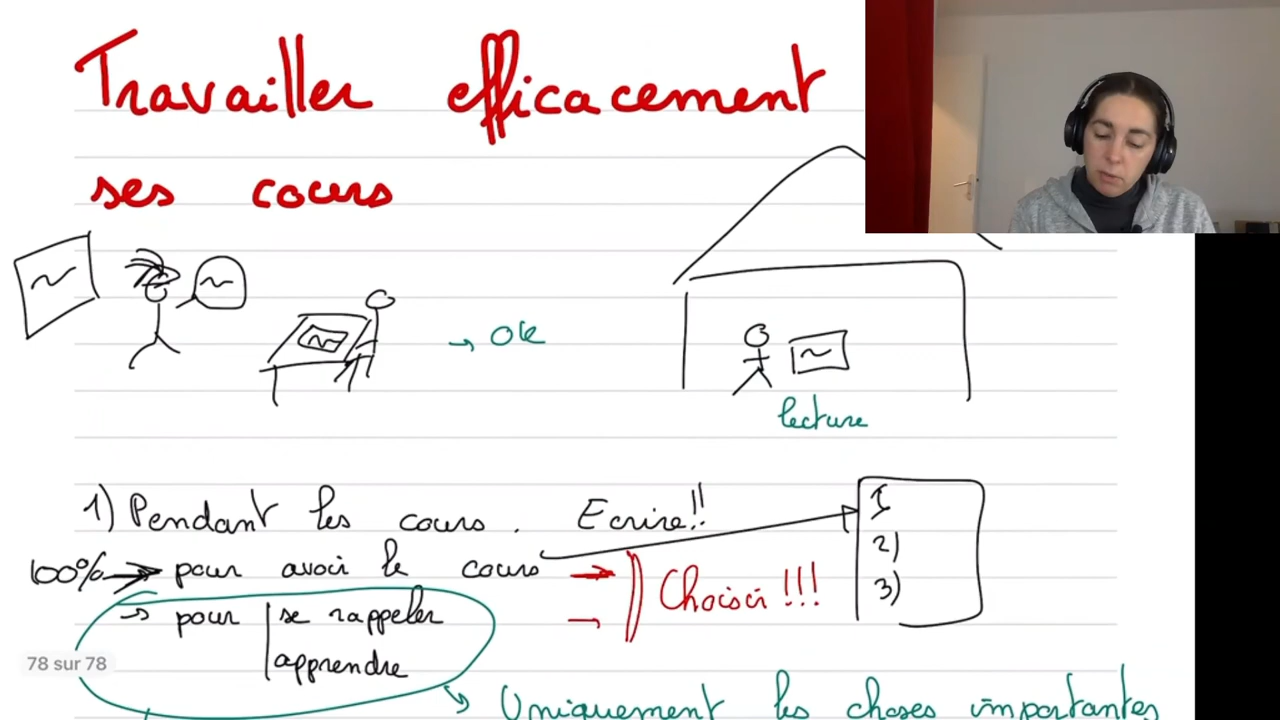 Travailler efficacement
ses cours
→ Ok
lecture
1) Pendant les cours. Ecrire!!
100% → pour avoir le cours
→ pour se rappeler
apprendre
Choisir !!!
1
2)
3)
78 sur 78
Uniquement les choses importantes